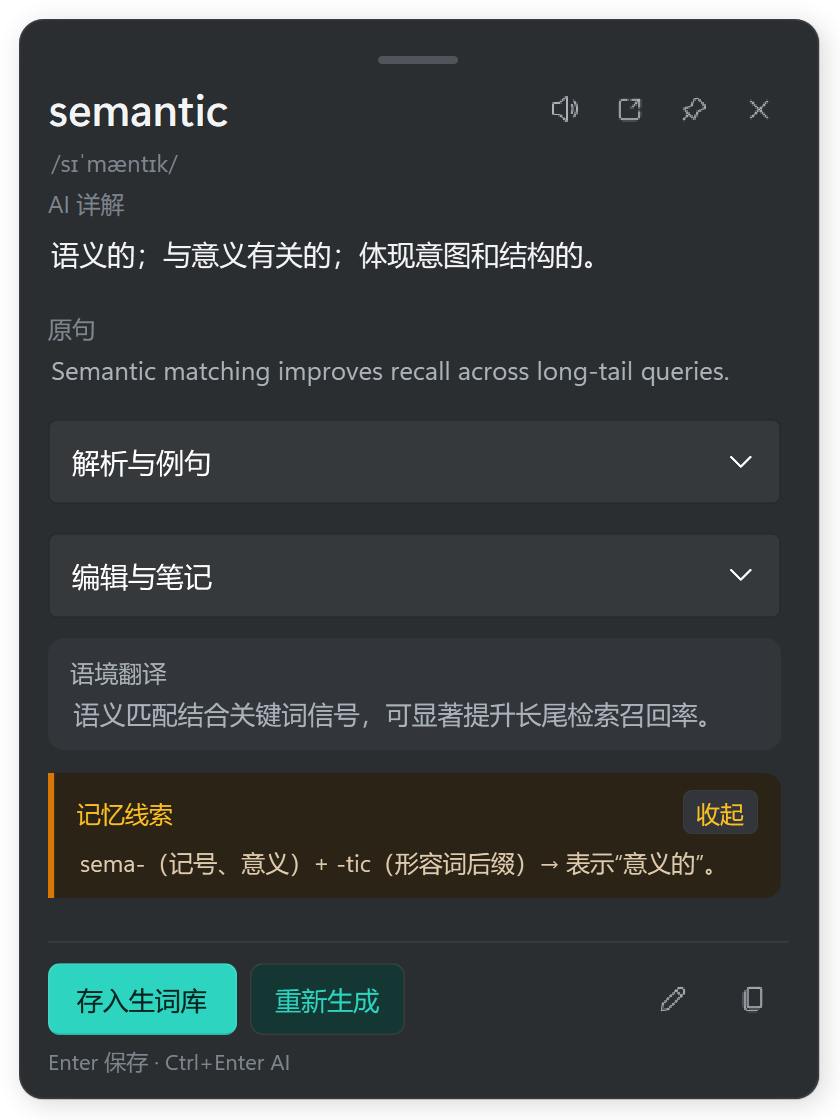 semantic
/sɪˈmæntɪk/
AI 详解
语义的；与意义有关的；体现意图和结构的。
原句
Semantic matching improves recall across long-tail queries.
解析与例句
编辑与笔记
语境翻译
语义匹配结合关键词信号，可显著提升长尾检索召回率。
记忆线索
收起
sema-（记号、意义）+ -tic（形容词后缀）→ 表示“意义的”。
存入生词库
重新生成
Enter 保存 · Ctrl+Enter AI